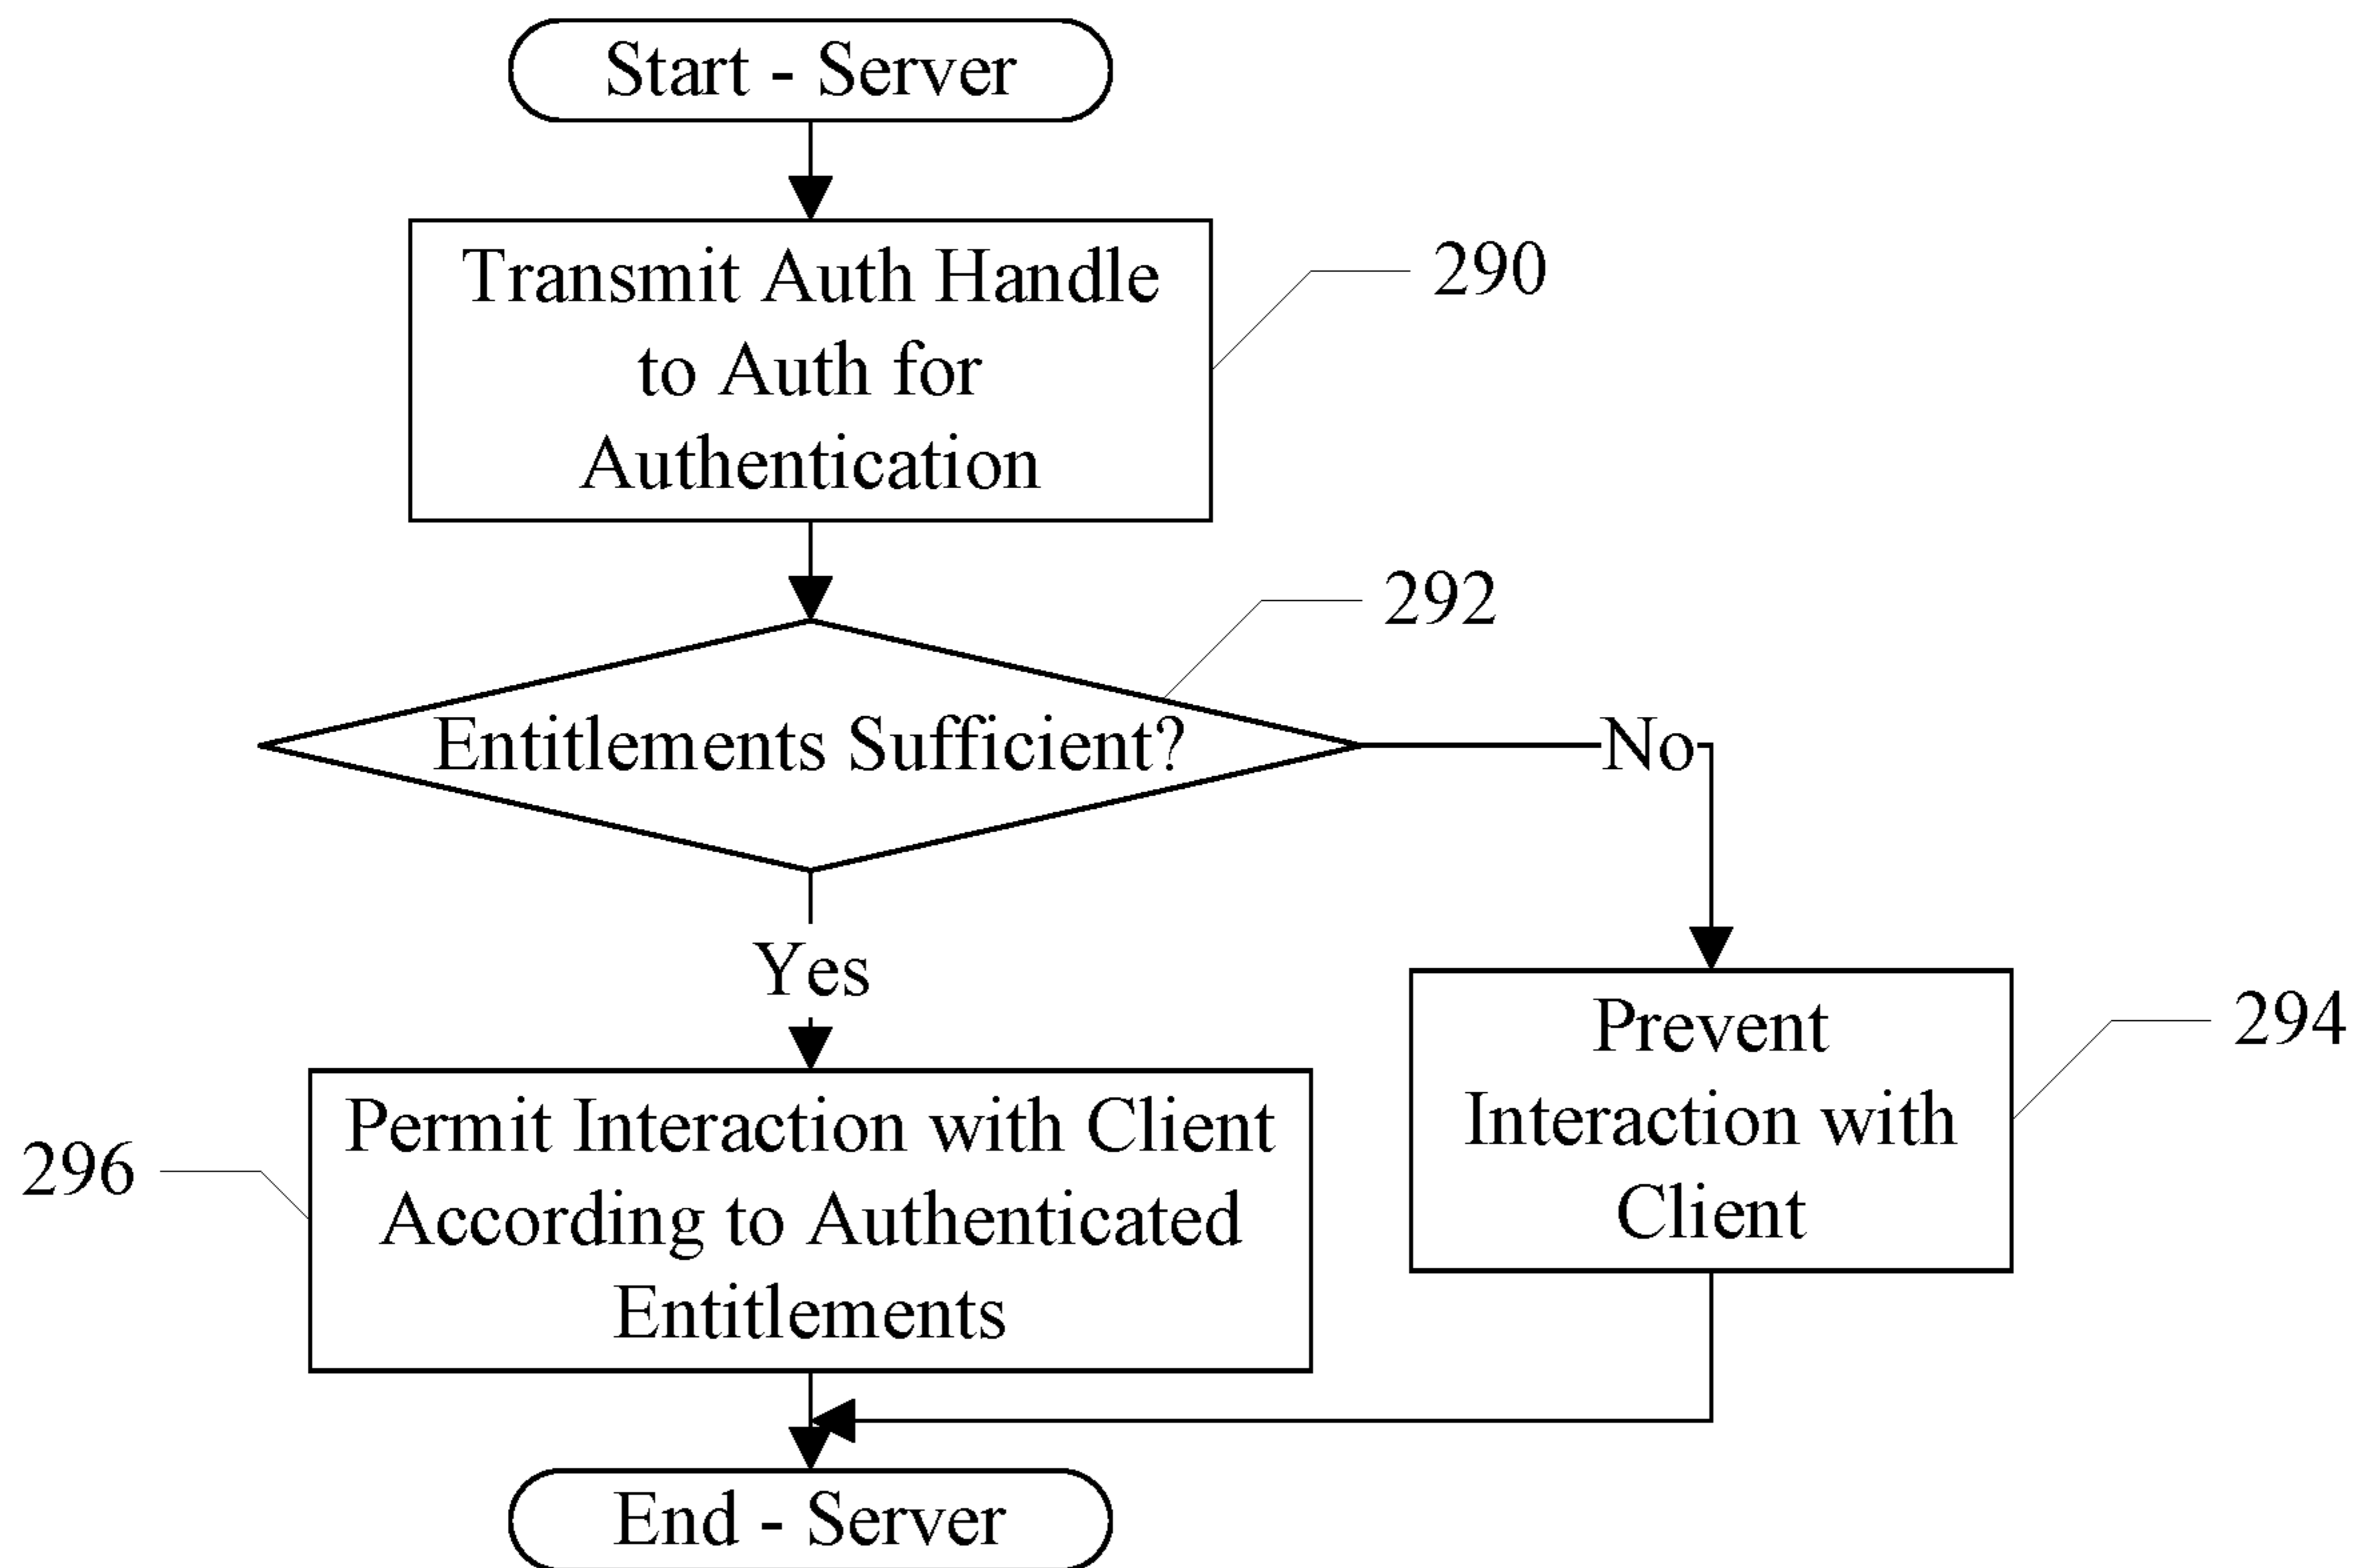 Start - Server
Transmit Auth Handle
to Auth for
Authentication
290
292
Entitlements Sufficient?
No
Yes
Prevent
Interaction with
Client
294
296
Permit Interaction with Client
According to Authenticated
Entitlements
End - Server